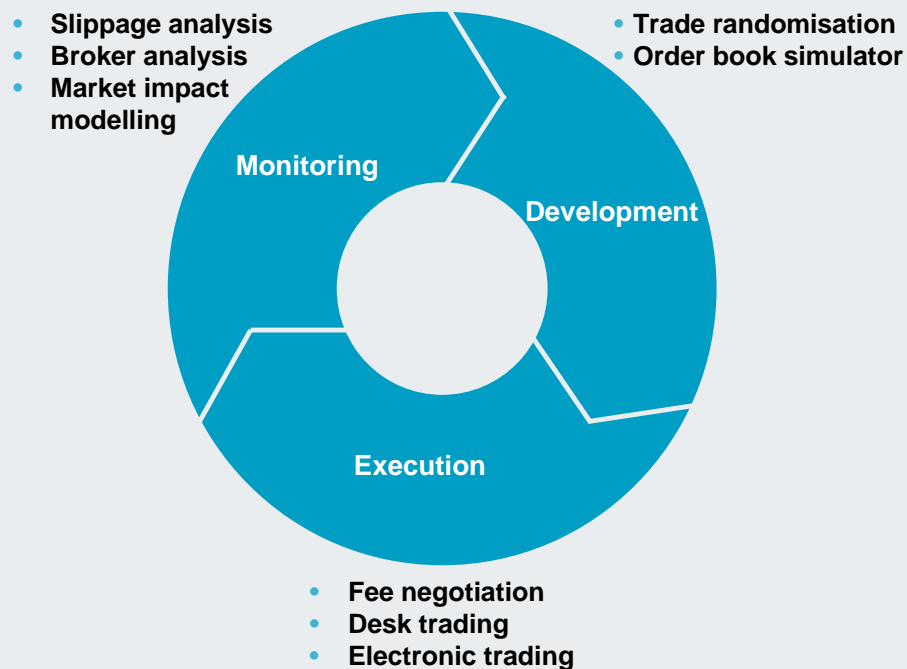 • Slippage analysis
• Broker analysis
• Market impact
modelling
• Trade randomisation
• Order book simulator
Monitoring
Development
Execution
• Fee negotiation
• Desk trading
• Electronic trading